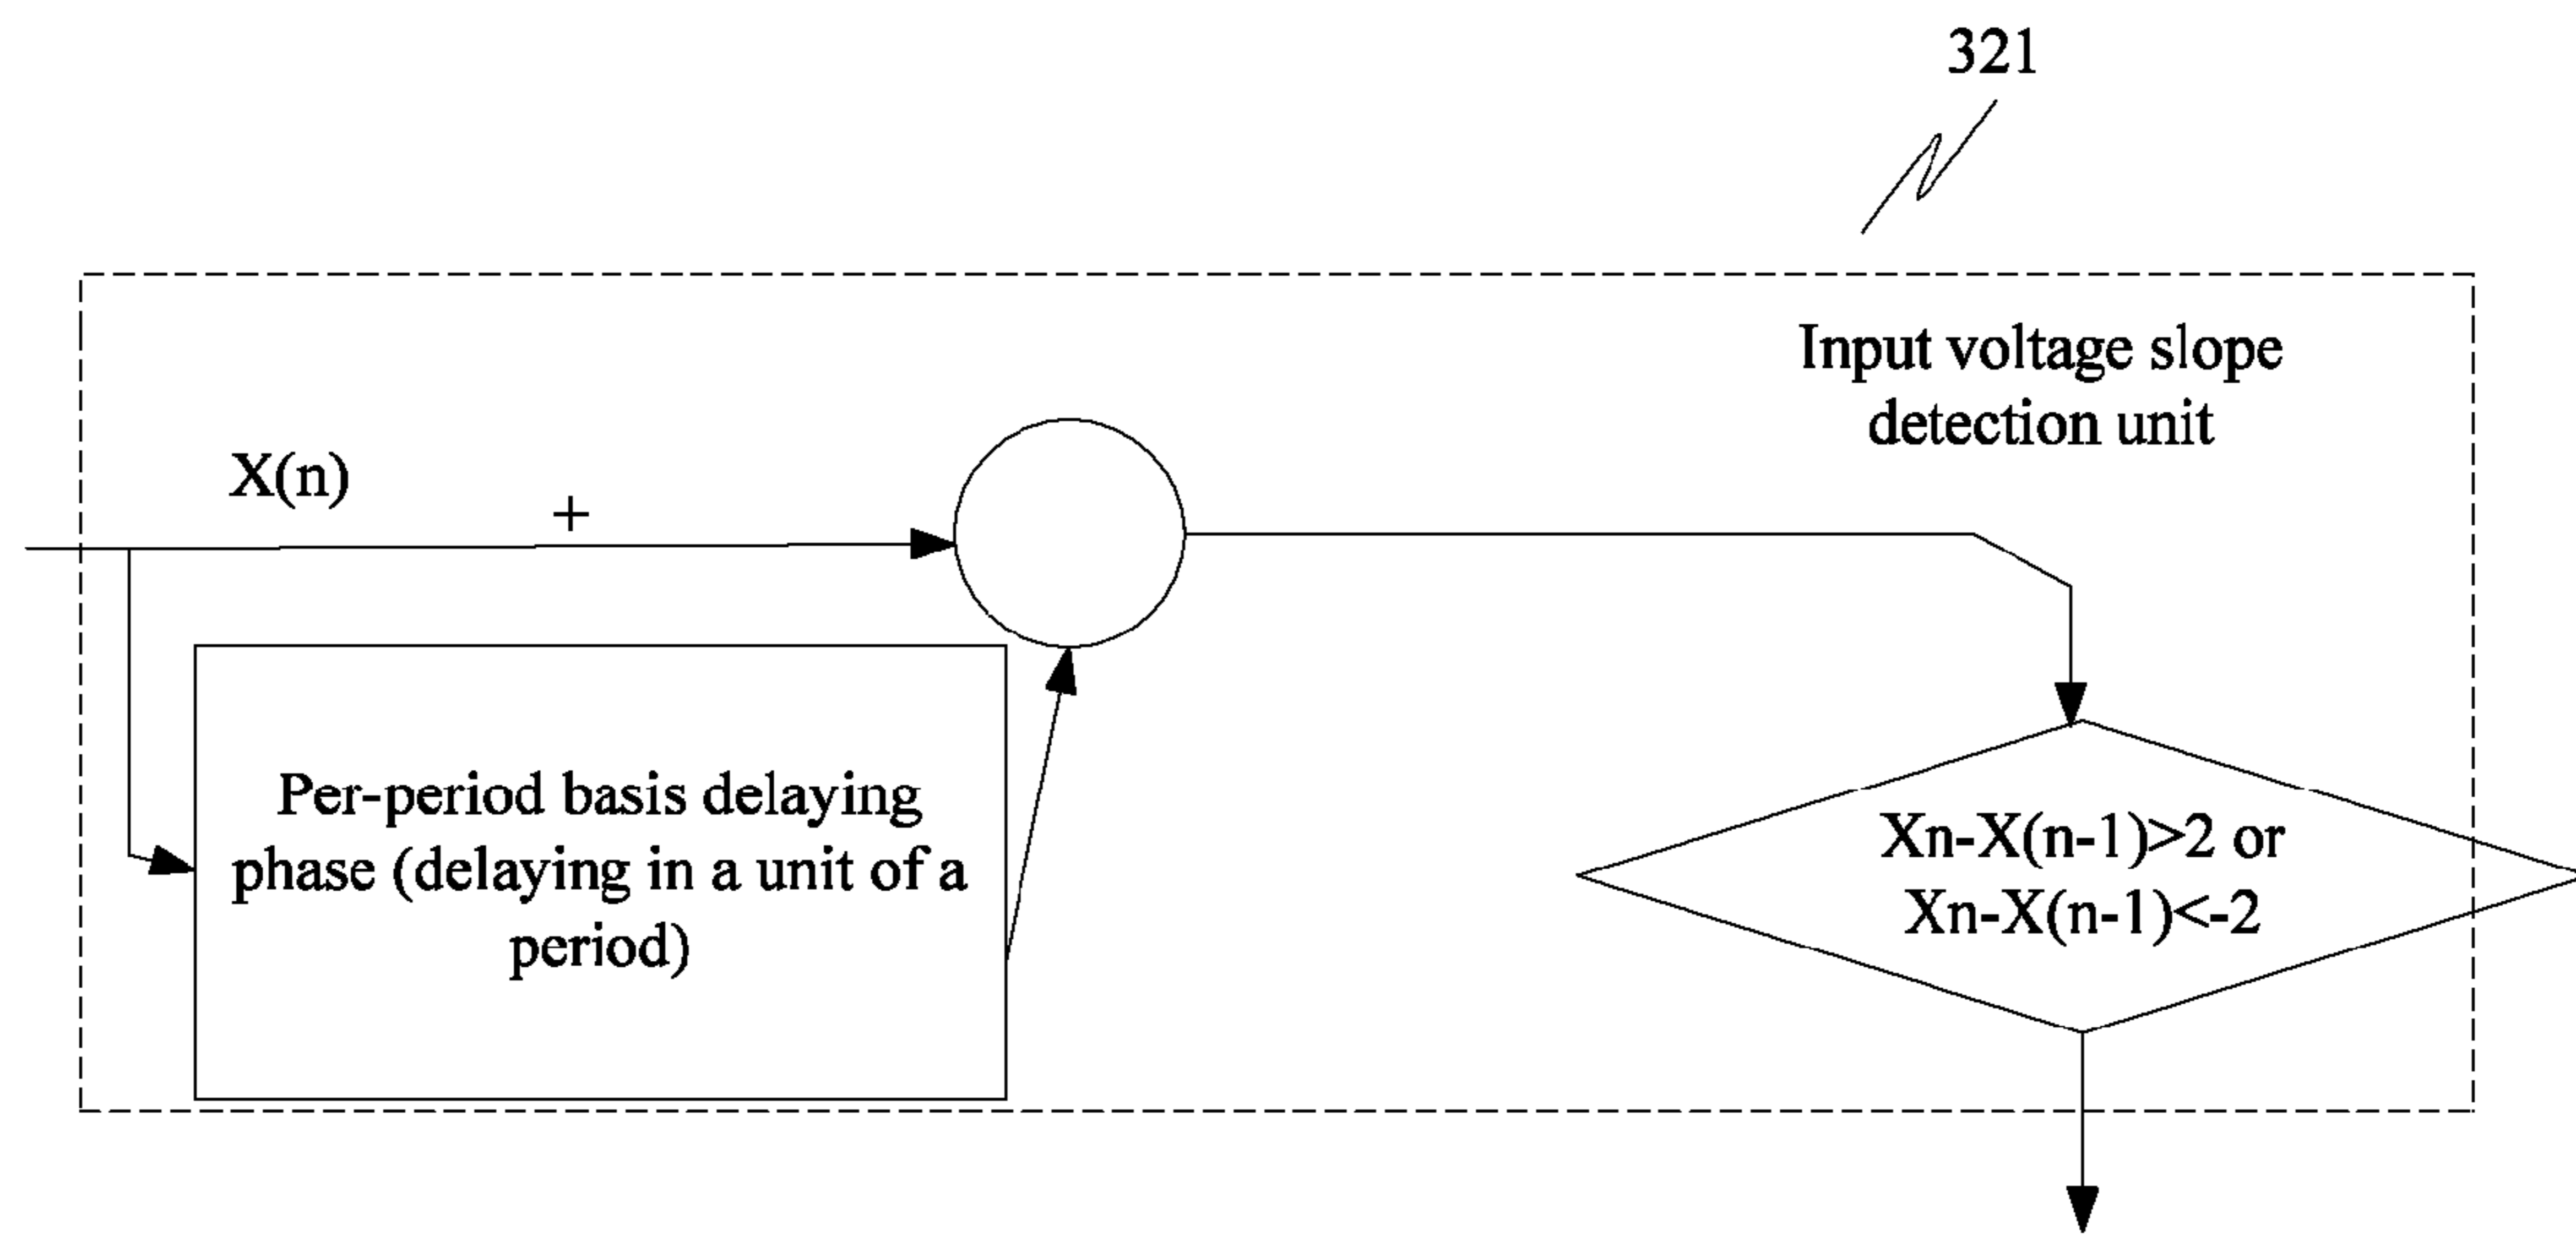 321
Input voltage slope
detection unit
X(n)
+
Per-period basis delaying
phase (delaying in a unit of a
period)
Xn-X(n-1)>2 or
Xn-X(n-1)<-2